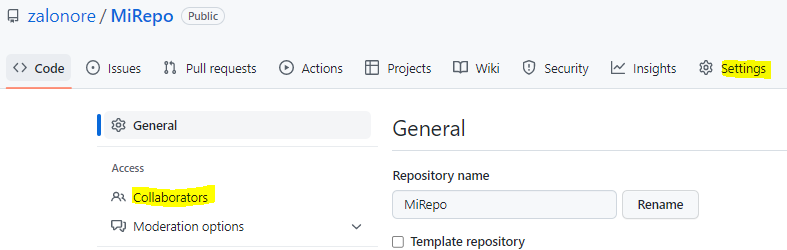 zalonore / MiRepo Public
Code Issues Pull requests Actions Projects Wiki Security Insights Settings
General
Access
Collaborators
Moderation options
General
Repository name
MiRepo Rename
Template repository